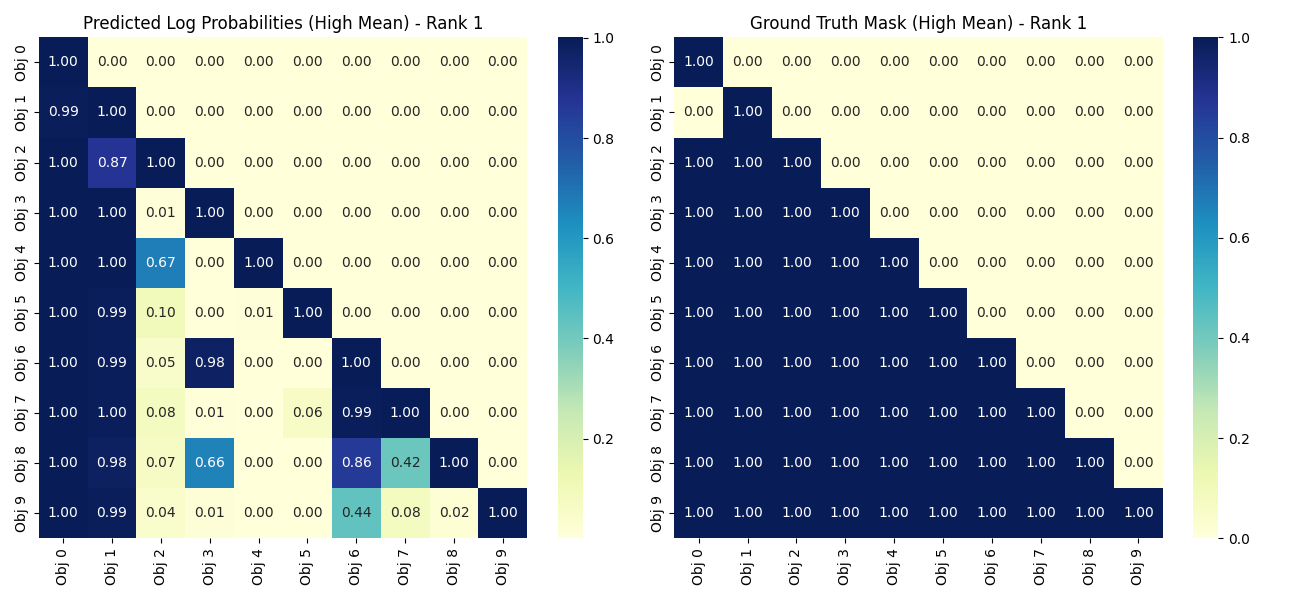 Predicted Log Probabilities (High Mean) - Rank 1
Obj 0 1.00 0.00 0.00 0.00 0.00 0.00 0.00 0.00 0.00 0.00
Obj 1 0.99 1.00 0.00 0.00 0.00 0.00 0.00 0.00 0.00 0.00
Obj 2 1.00 0.87 1.00 0.00 0.00 0.00 0.00 0.00 0.00 0.00
Obj 3 1.00 1.00 0.01 1.00 0.00 0.00 0.00 0.00 0.00 0.00
Obj 4 1.00 1.00 0.67 0.00 1.00 0.00 0.00 0.00 0.00 0.00
Obj 5 1.00 0.99 0.10 0.00 0.01 1.00 0.00 0.00 0.00 0.00
Obj 6 1.00 0.99 0.05 0.98 0.00 0.00 1.00 0.00 0.00 0.00
Obj 7 1.00 1.00 0.08 0.01 0.00 0.06 0.99 1.00 0.00 0.00
Obj 8 1.00 0.98 0.07 0.66 0.00 0.00 0.86 0.42 1.00 0.00
Obj 9 1.00 0.99 0.04 0.01 0.00 0.00 0.44 0.08 0.02 1.00
Obj 0 Obj 1 Obj 2 Obj 3 Obj 4 Obj 5 Obj 6 Obj 7 Obj 8 Obj 9
1.0
0.8
0.6
0.4
0.2
Ground Truth Mask (High Mean) - Rank 1
Obj 0 1.00 0.00 0.00 0.00 0.00 0.00 0.00 0.00 0.00 0.00
Obj 1 0.00 1.00 0.00 0.00 0.00 0.00 0.00 0.00 0.00 0.00
Obj 2 1.00 1.00 1.00 0.00 0.00 0.00 0.00 0.00 0.00 0.00
Obj 3 1.00 1.00 1.00 1.00 0.00 0.00 0.00 0.00 0.00 0.00
Obj 4 1.00 1.00 1.00 1.00 1.00 0.00 0.00 0.00 0.00 0.00
Obj 5 1.00 1.00 1.00 1.00 1.00 1.00 0.00 0.00 0.00 0.00
Obj 6 1.00 1.00 1.00 1.00 1.00 1.00 1.00 0.00 0.00 0.00
Obj 7 1.00 1.00 1.00 1.00 1.00 1.00 1.00 1.00 0.00 0.00
Obj 8 1.00 1.00 1.00 1.00 1.00 1.00 1.00 1.00 1.00 0.00
Obj 9 1.00 1.00 1.00 1.00 1.00 1.00 1.00 1.00 1.00 1.00
Obj 0 Obj 1 Obj 2 Obj 3 Obj 4 Obj 5 Obj 6 Obj 7 Obj 8 Obj 9
1.0
0.8
0.6
0.4
0.2
0.0